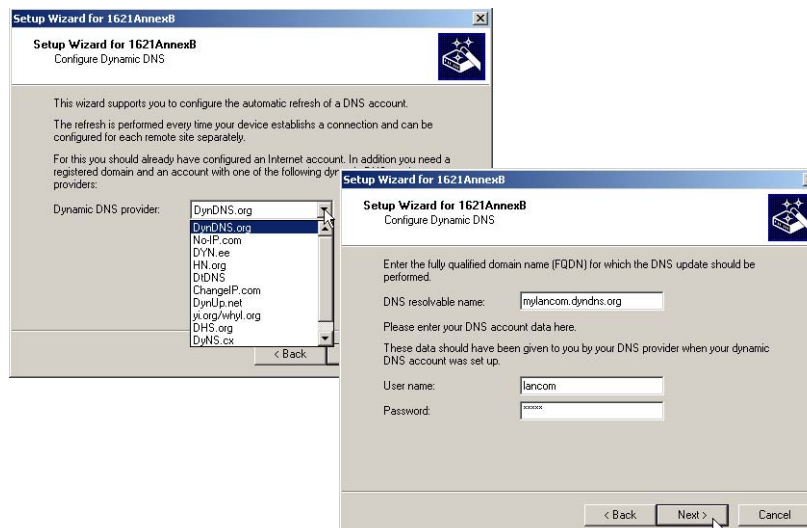 Setup Wizard for 1621AnnexB
Setup Wizard for 1621AnnexB
Configure Dynamic DNS
This wizard supports you to configure the automatic refresh of a DNS account.
The refresh is performed every time your device establishs a connection and can be
configured for each remote site separately.
For this you should already have configured an Internet account. In addition you need a
registered domain and an account with one of the following
providers:
Dynamic DNS provider:
DynDNS.org
DynDNS.org
No-IP.com
DYN.ee
HN.org
DtDNS
ChangeIP.com
DynUp.net
yi.org/whyI.org
DHS.org
DyNS.cx
< Back
Setup Wizard for 1621AnnexB
Setup Wizard for 1621AnnexB
Configure Dynamic DNS
Enter the fully qualified domain name (FQDN) for which the DNS update should be
performed.
DNS resolvable name:
mylancom.dyndns.org
Please enter your DNS account data here.
These data should have been given to you by your DNS provider when your dynamic
DNS account was set up.
User name:
lancom
Password:
xxxxx
< Back
Next >
Cancel